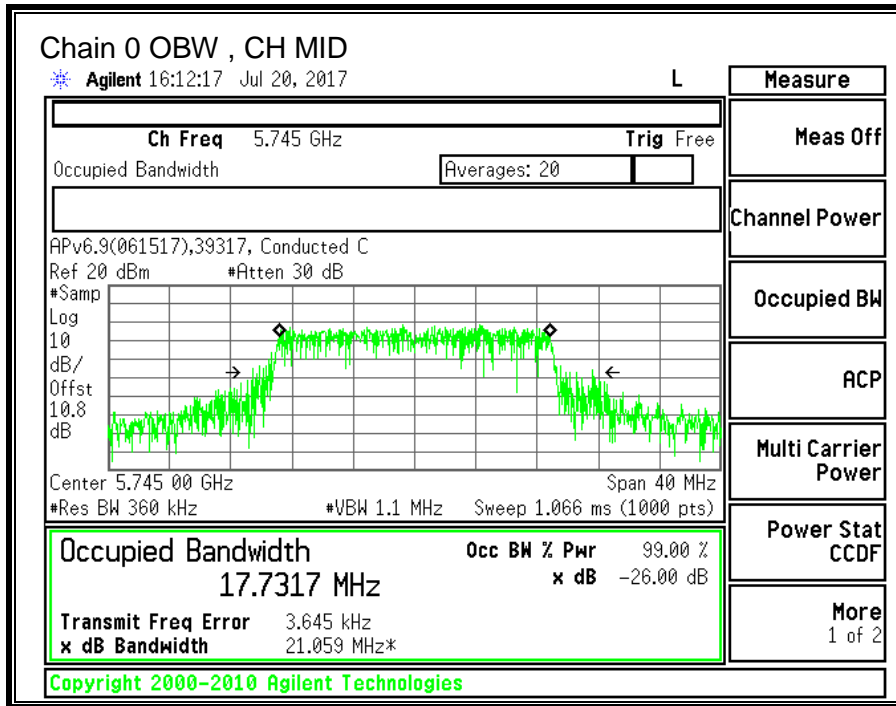 Chain 0 OBW , CH MID
Agilent 16:12:17 Jul 20, 2017 L
Measure
Ch Freq 5.745 GHz Trig Free
Occupied Bandwidth Averages: 20
APv6.9(061517),39317, Conducted C
Ref 20 dBm #Atten 30 dB
#Samp
Log
10
dB/
Offst
10.8
dB
Center 5.745 00 GHz Span 40 MHz
#Res BW 360 kHz #VBW 1.1 MHz Sweep 1.066 ms (1000 pts)
Occupied Bandwidth Occ BW % Pwr 99.00 %
17.7317 MHz x dB -26.00 dB
Transmit Freq Error 3.645 kHz
x dB Bandwidth 21.059 MHz*
Copyright 2000-2010 Agilent Technologies
Meas Off
Channel Power
Occupied BW
ACP
Multi Carrier
Power
Power Stat
CCDF
More
1 of 2